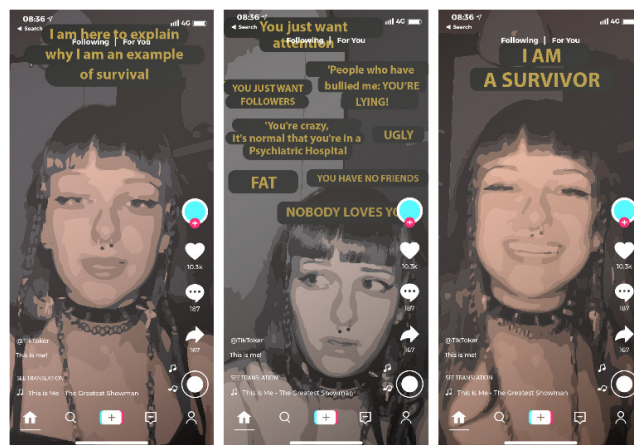 08:36
4G
Search
Following | For You
I am here to explain
why I am an example
of survival
10.3k
187
167
@TikToker
This is me!
SEE TRANSLATION
This is Me - The Greatest Showman
08:36
4G
Search
Following | For You
You just want
attention
'People who have
bullied me: YOU'RE
LYING!
YOU JUST WANT
FOLLOWERS
'You're crazy,
it's normal that you're in a
Psychiatric Hospital
UGLY
FAT
YOU HAVE NO FRIENDS
NOBODY LOVES YO
10.3k
187
167
@TikToker
This is me!
SEE TRANSLATION
This is Me - The Greatest Showman
08:36
4G
Search
Following | For You
I AM
A SURVIVOR
10.3k
187
167
@TikToker
This is me!
SEE TRANSLATION
This is Me - The Greatest Showman